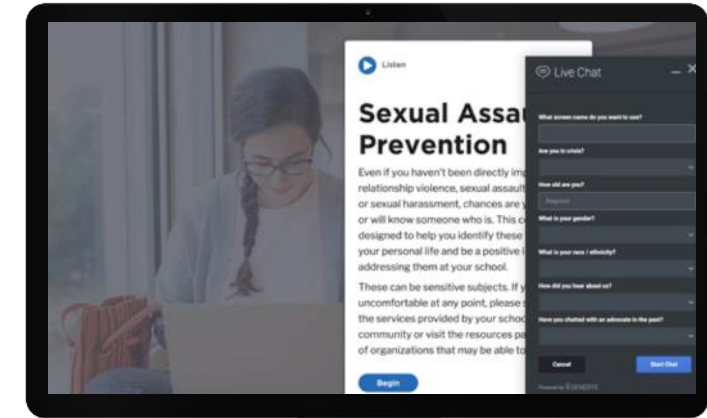 Listen
Sexual Assau
Prevention
Even if you haven't been directly imp
relationship violence, sexual assault
or sexual harassment, chances are y
or will know someone who is. This co
designed to help you identify these
your personal life and be a positive i
addressing them at your school.
These can be sensitive subjects. If y
uncomfortable at any point, please s
the services provided by your schoo
community or visit the resources pa
of organizations that may be able to
Begin
Live Chat
What screen name do you want to use?
Are you in crisis?
How old are you?
Required
What is your gender?
What is your race / ethnicity?
How did you hear about us?
Have you chatted with an advocate in the past?
Cancel
Start Chat
Powered by